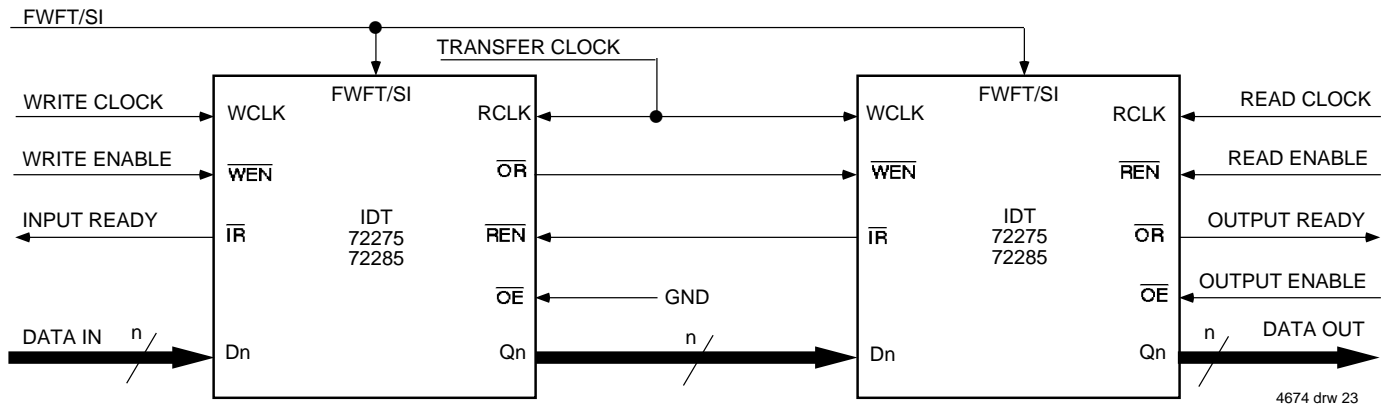 FWFT/SI
TRANSFER CLOCK
FWFT/SI
FWFT/SI
WRITE CLOCK
WCLK
RCLK
WCLK
RCLK
READ CLOCK
WRITE ENABLE
WEN
OR
WEN
REN
READ ENABLE
INPUT READY
IR
IDT
72275
72285
REN
IR
IDT
72275
72285
OR
OUTPUT READY
OE
GND
OE
OUTPUT ENABLE
DATA IN
n
Dn
Qn
n
Dn
Qn
n
DATA OUT
4674 drw 23